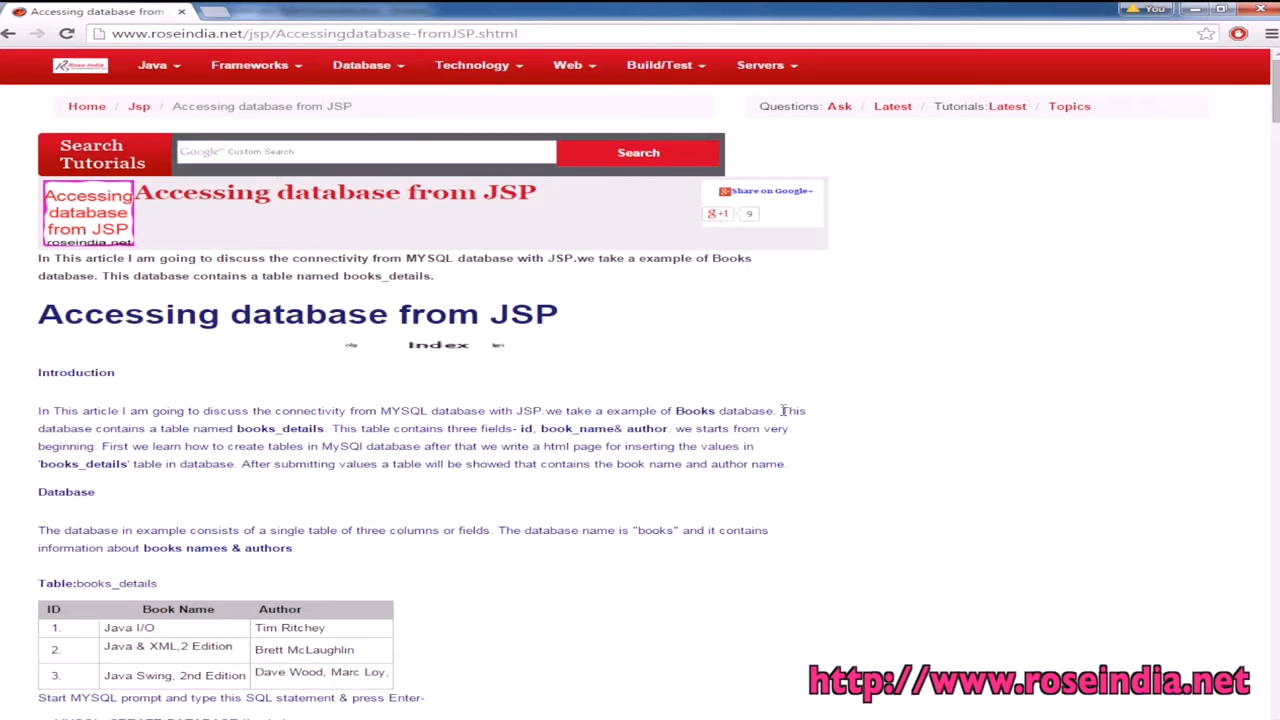 Accessing database from
You
www.roseindia.net/jsp/Accessingdatabase-fromJSP.shtml
Rose India Java Frameworks Database Technology Web Build/Test Servers
Home / Jsp / Accessing database from JSP
Questions: Ask / Latest / Tutorials:Latest / Topics
Search Tutorials
Google™ Custom Search
Search
Accessing database from JSP roseindia.net
Accessing database from JSP
Share on Google+
g+1 9
In This article I am going to discuss the connectivity from MYSQL database with JSP.we take a example of Books
database. This database contains a table named books_details.
Accessing database from JSP
Index
Introduction
In This article I am going to discuss the connectivity from MYSQL database with JSP.we take a example of Books database. This
database contains a table named books_details. This table contains three fields- id, book_name& author. we starts from very
beginning. First we learn how to create tables in MySQl database after that we write a html page for inserting the values in
'books_details' table in database. After submitting values a table will be showed that contains the book name and author name.
Database
The database in example consists of a single table of three columns or fields. The database name is "books" and it contains
information about books names & authors.
Table:books_details
ID Book Name Author
1. Java I/O Tim Ritchey
2. Java & XML,2 Edition Brett McLaughlin
3. Java Swing, 2nd Edition Dave Wood, Marc Loy,
Start MYSQL prompt and type this SQL statement & press Enter-
http://www.roseindia.net